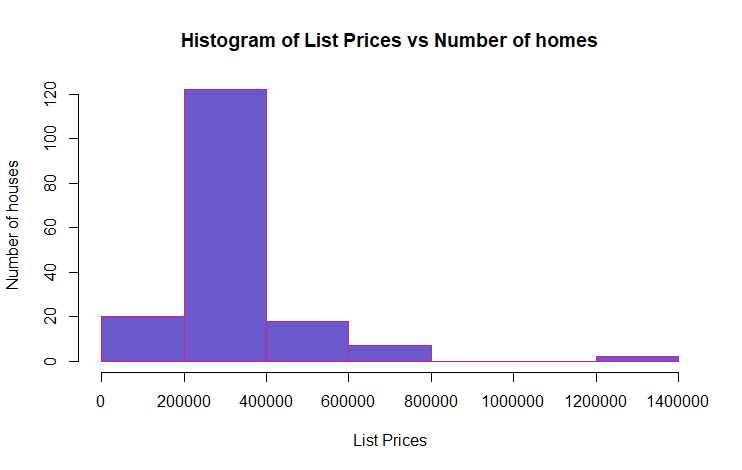 Histogram of List Prices vs Number of homes
Number of houses
120
100
80
60
40
20
0
0 200000 400000 600000 800000 1000000 1200000 1400000
List Prices